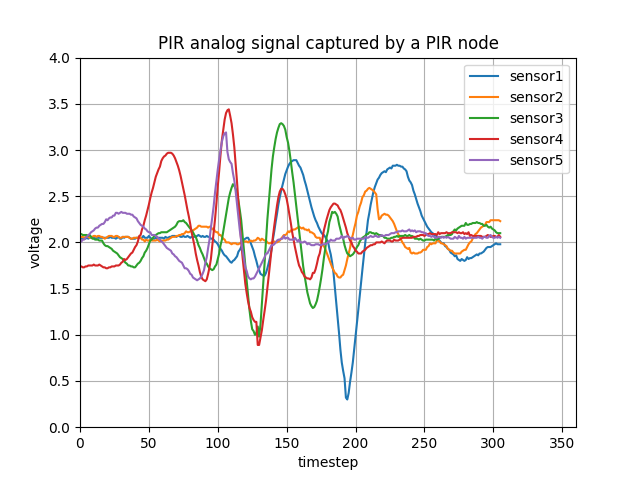 PIR analog signal captured by a PIR node
4.0
3.5
3.0
2.5
2.0
1.5
1.0
0.5
0.0
voltage
0 50 100 150 200 250 300 350
timestep
sensor1
sensor2
sensor3
sensor4
sensor5